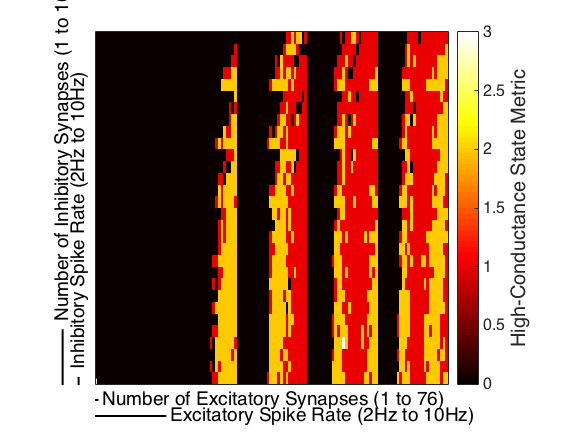 Number of Inhibitory Synapses (1 to
Inhibitory Spike Rate (2Hz to 10Hz)
3
2.5
2
1.5
1
0.5
0
High-Conductance State Metric
Number of Excitatory Synapses (1 to 76)
Excitatory Spike Rate (2Hz to 10Hz)